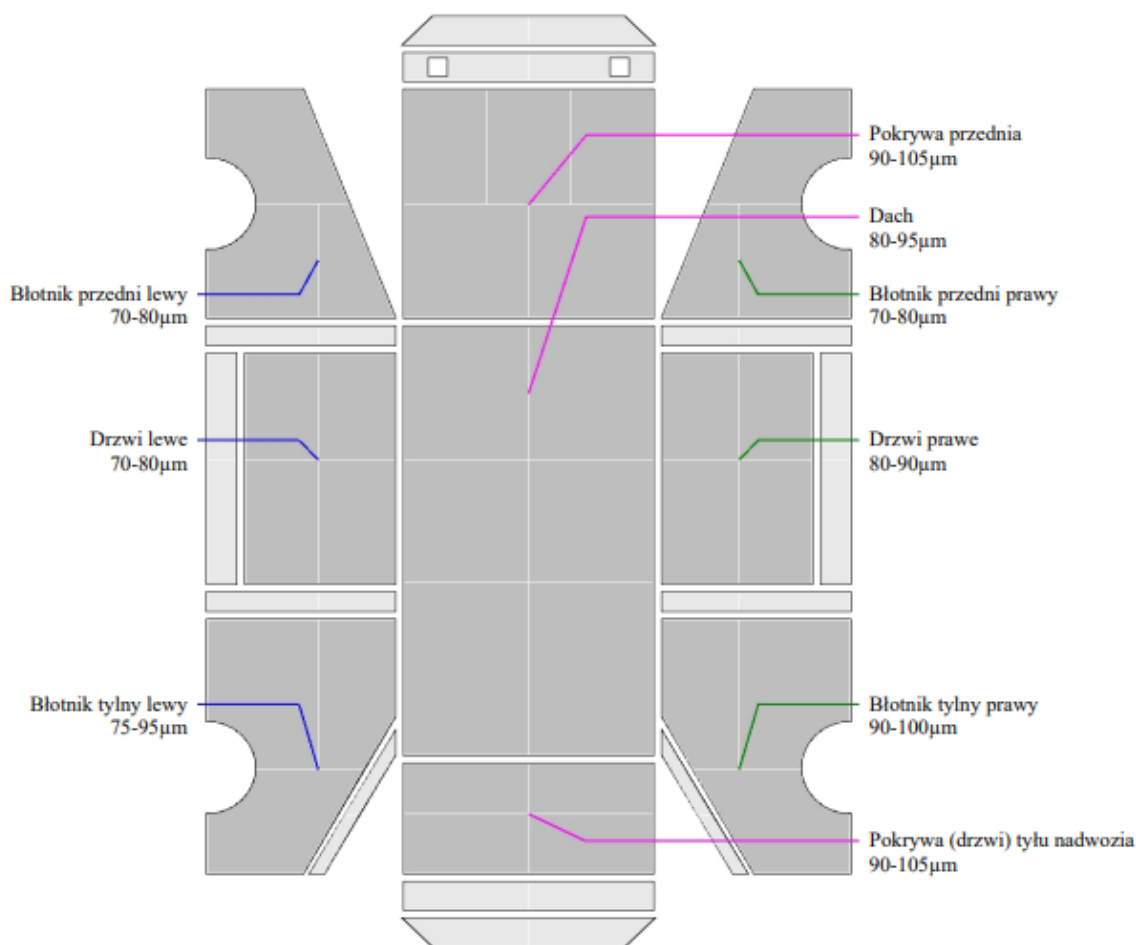 Pokrywa przednia
90-105µm
Dach
80-95µm
Błotnik przedni lewy
70-80µm
Błotnik przedni prawy
70-80µm
Drzwi lewe
70-80µm
Drzwi prawe
80-90µm
Błotnik tylny lewy
75-95µm
Błotnik tylny prawy
90-100µm
Pokrywa (drzwi) tyłu nadwozia
90-105µm